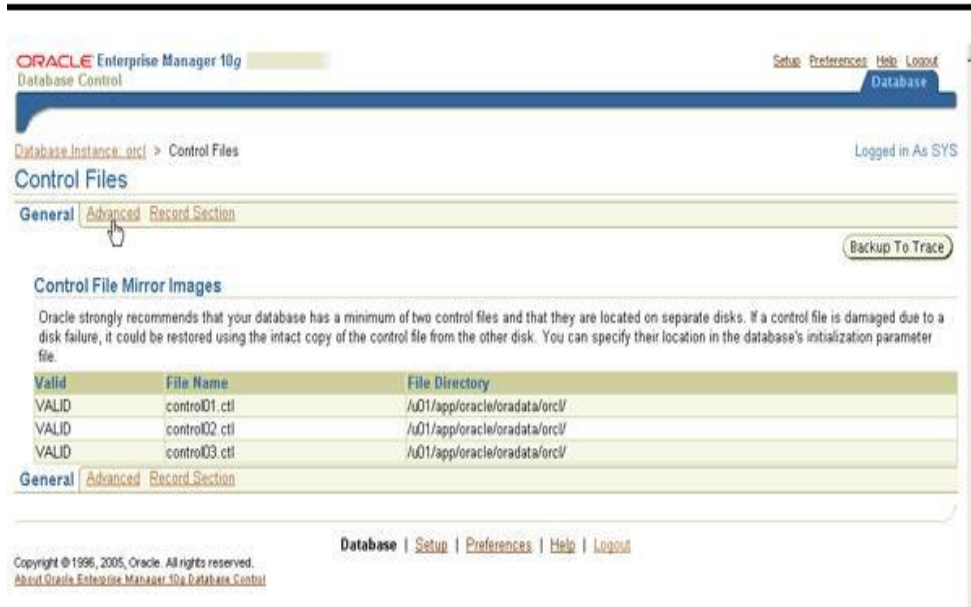 ORACLE Enterprise Manager 10g
Database Control
Setup Preferences Help Logout
Database
Database Instance: orcl > Control Files
Logged in As SYS
Control Files
General Advanced Record Section
Backup To Trace
Control File Mirror Images
Oracle strongly recommends that your database has a minimum of two control files and that they are located on separate disks. If a control file is damaged due to a
disk failure, it could be restored using the intact copy of the control file from the other disk. You can specify their location in the database's initialization parameter
file.
Valid File Name File Directory
VALID control01.ctl /u01/app/oracle/oradata/orcl/
VALID control02.ctl /u01/app/oracle/oradata/orcl/
VALID control03.ctl /u01/app/oracle/oradata/orcl/
General Advanced Record Section
Database | Setup | Preferences | Help | Logout
Copyright © 1996, 2005, Oracle. All rights reserved.
About Oracle Enterprise Manager 10g Database Control